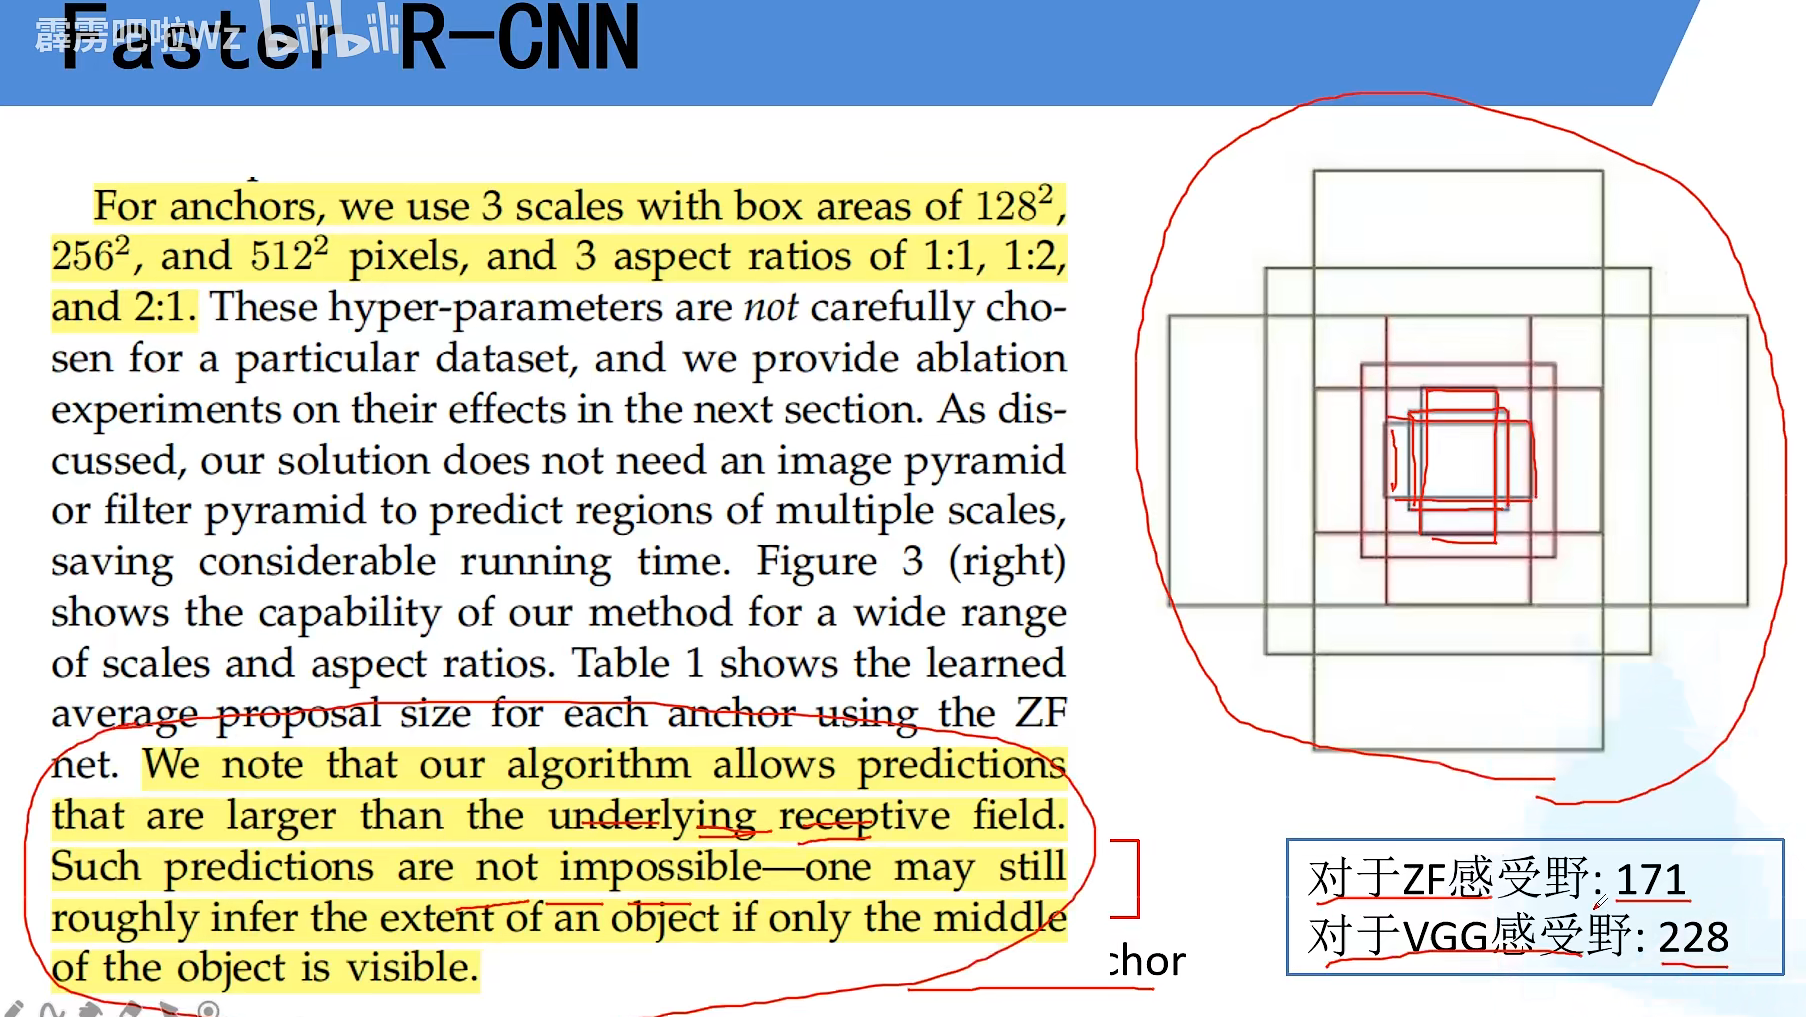 霹雳吧啦Wz bilibili
Faster R-CNN
For anchors, we use 3 scales with box areas of 128²,
256², and 512² pixels, and 3 aspect ratios of 1:1, 1:2,
and 2:1. These hyper-parameters are not carefully cho-
sen for a particular dataset, and we provide ablation
experiments on their effects in the next section. As dis-
cussed, our solution does not need an image pyramid
or filter pyramid to predict regions of multiple scales,
saving considerable running time. Figure 3 (right)
shows the capability of our method for a wide range
of scales and aspect ratios. Table 1 shows the learned
average proposal size for each anchor using the ZF
net. We note that our algorithm allows predictions
that are larger than the underlying receptive field.
Such predictions are not impossible—one may still
roughly infer the extent of an object if only the middle
of the object is visible.
chor
对于ZF感受野: 171
对于VGG感受野: 228